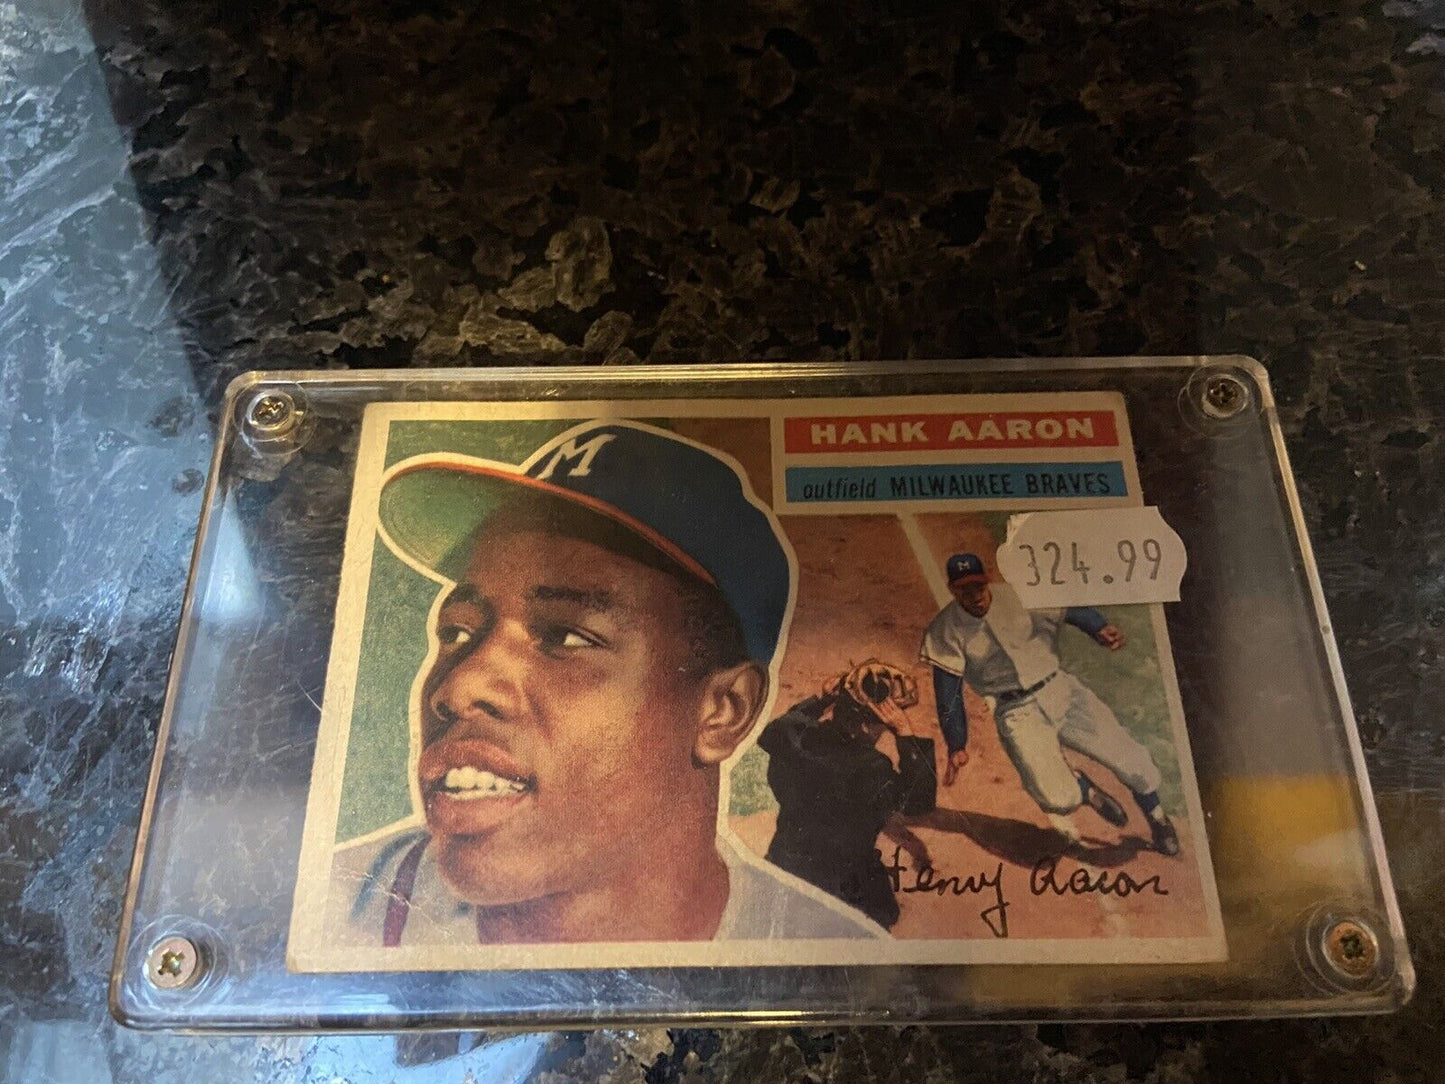 M
HANK AARON
outfield MILWAUKEE BRAVES
324.99
M
Henry Aaron